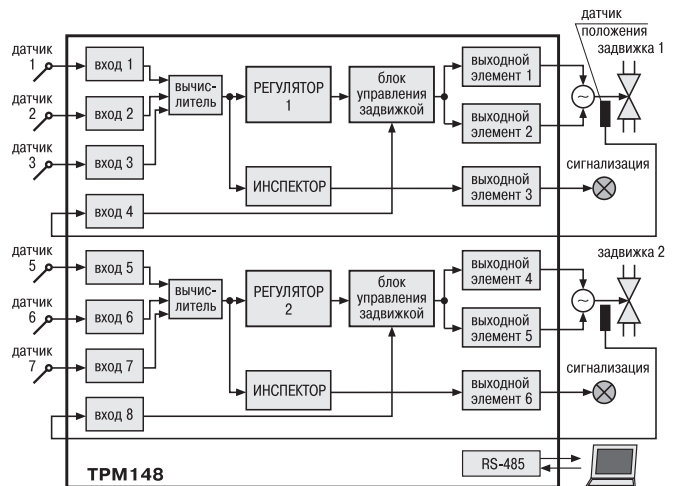 датчик
положения
задвижка 1
датчик
1
вход 1
вычис-
литель
РЕГУЛЯТОР
1
блок
управления
задвижкой
выходной
элемент 1
датчик
2
вход 2
выходной
элемент 2
датчик
3
вход 3
ИНСПЕКТОР
выходной
элемент 3
сигнализация
вход 4
датчик
5
вход 5
вычис-
литель
РЕГУЛЯТОР
2
блок
управления
задвижкой
выходной
элемент 4
задвижка 2
датчик
6
вход 6
выходной
элемент 5
датчик
7
вход 7
ИНСПЕКТОР
выходной
элемент 6
сигнализация
вход 8
RS-485
ТРМ148